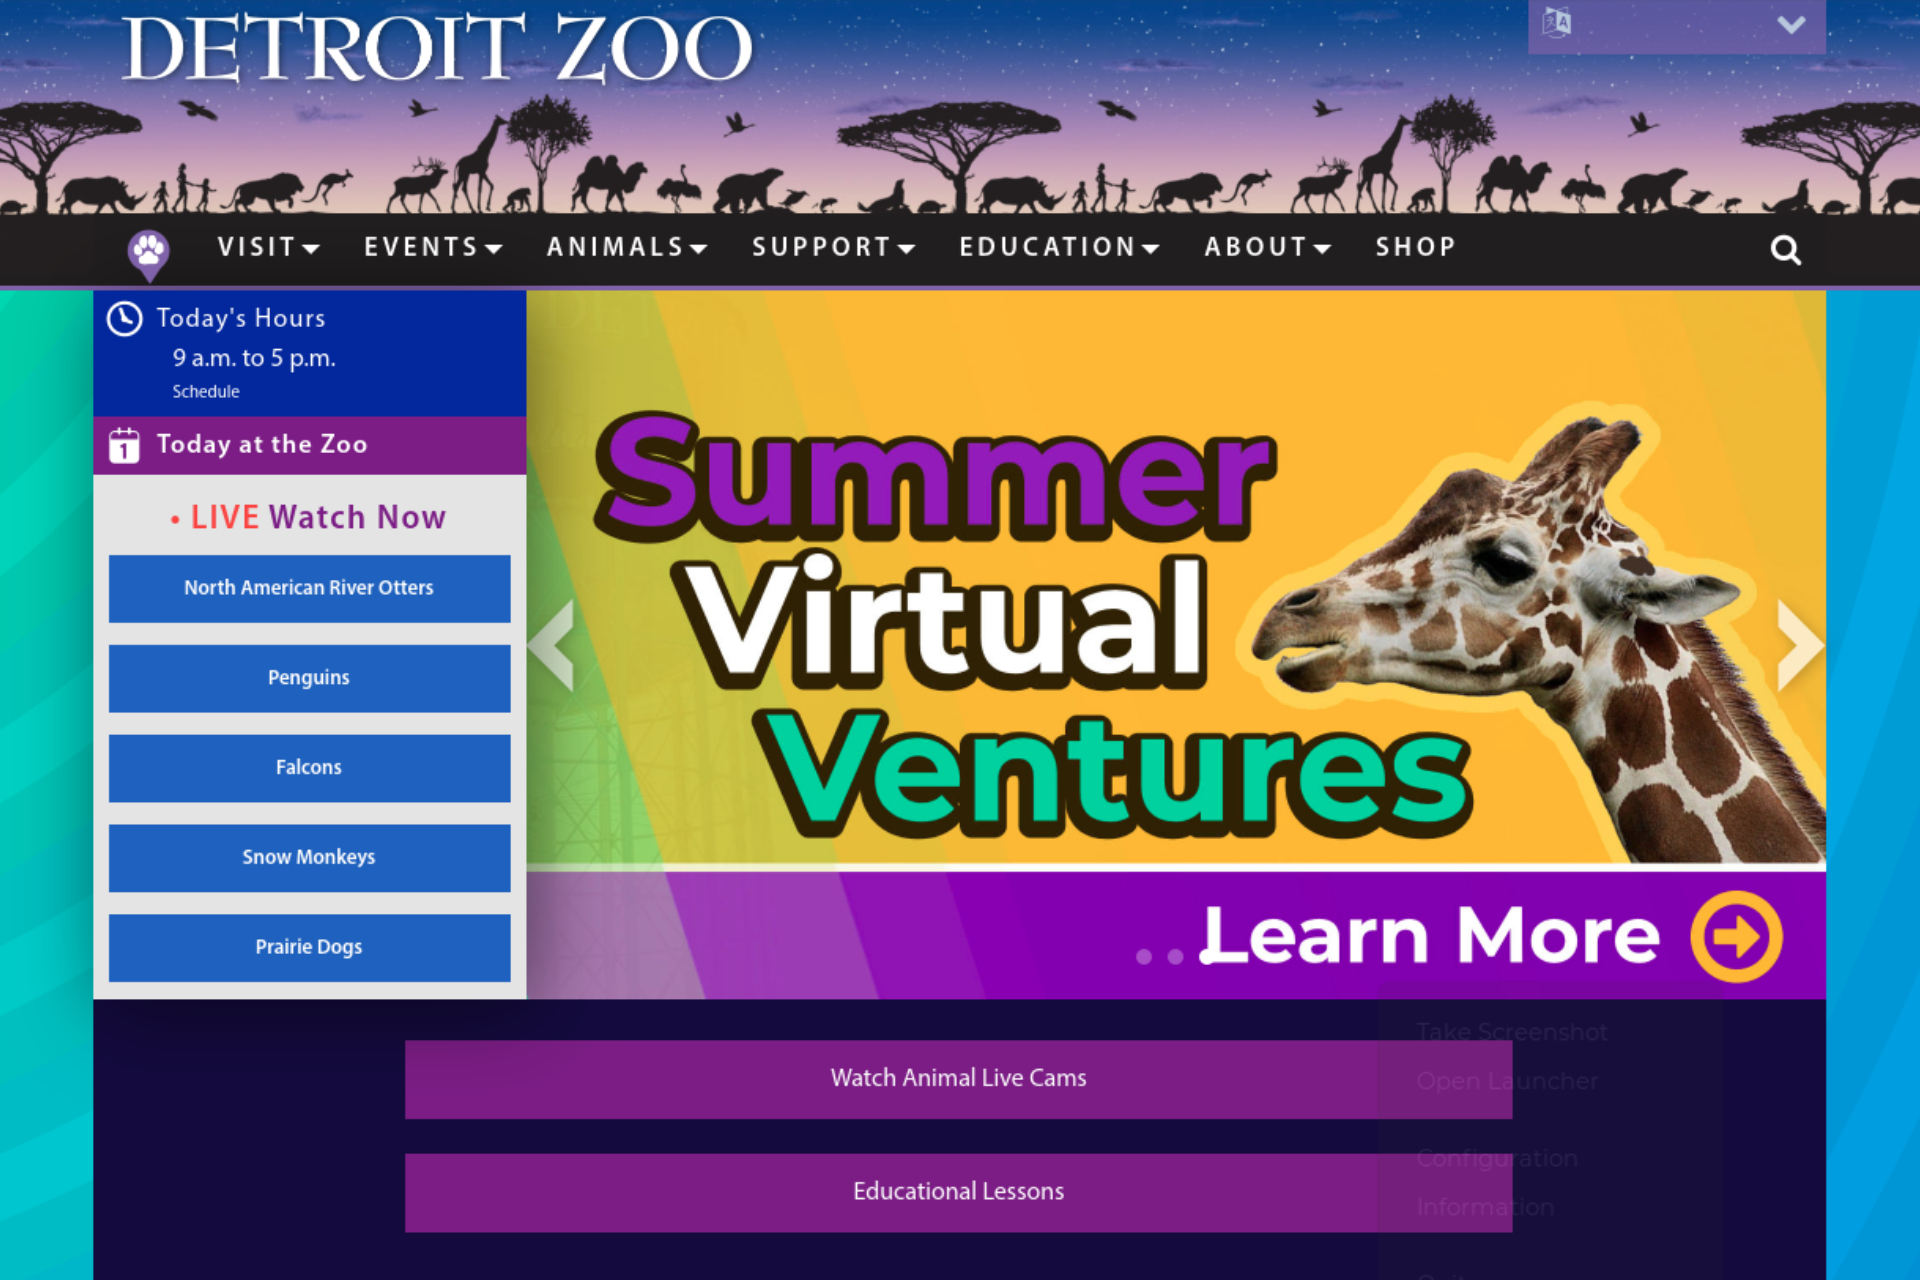 DETROIT ZOO
VISIT
EVENTS
ANIMALS
SUPPORT
EDUCATION
ABOUT
SHOP
Today's Hours
9 a.m. to 5 p.m.
Schedule
1
Today at the Zoo
• LIVE Watch Now
North American River Otters
Penguins
Falcons
Snow Monkeys
Prairie Dogs
Summer
Virtual
Ventures
Learn More
Watch Animal Live Cams
Educational Lessons
Take Screenshot
Open Launcher
Configuration
Information